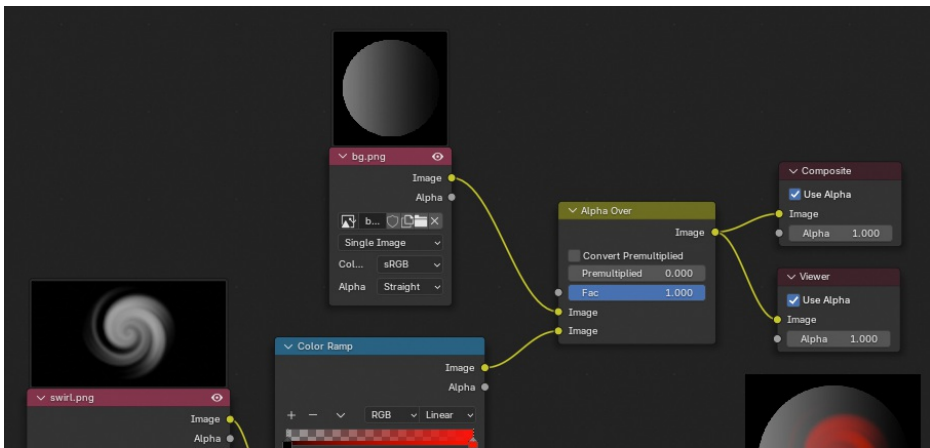 bg.png
Image
Alpha
b...
Single Image
Col... sRGB
Alpha Straight
Alpha Over
Image
Convert Premultiplied
Premultiplied 0.000
Fac 1.000
Image
Image
Composite
Use Alpha
Image
Alpha 1.000
Viewer
Use Alpha
Image
Alpha 1.000
swirl.png
Image
Alpha
Color Ramp
Image
Alpha
RGB Linear